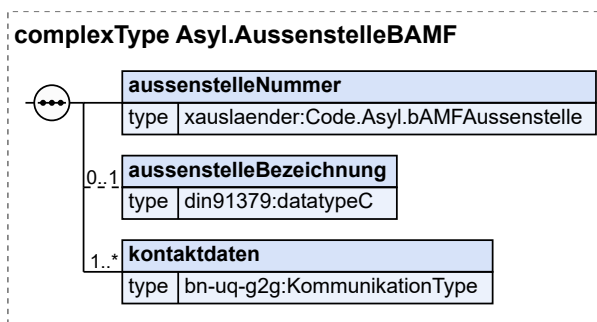 complexType Asyl.AussenstelleBAMF
aussenstelleNummer
type xauslaender:Code.Asyl.bAMFAussenstelle
0..1
aussenstelleBezeichnung
type din91379:datatypeC
1..*
kontaktdaten
type bn-uq-g2g:KommunikationType